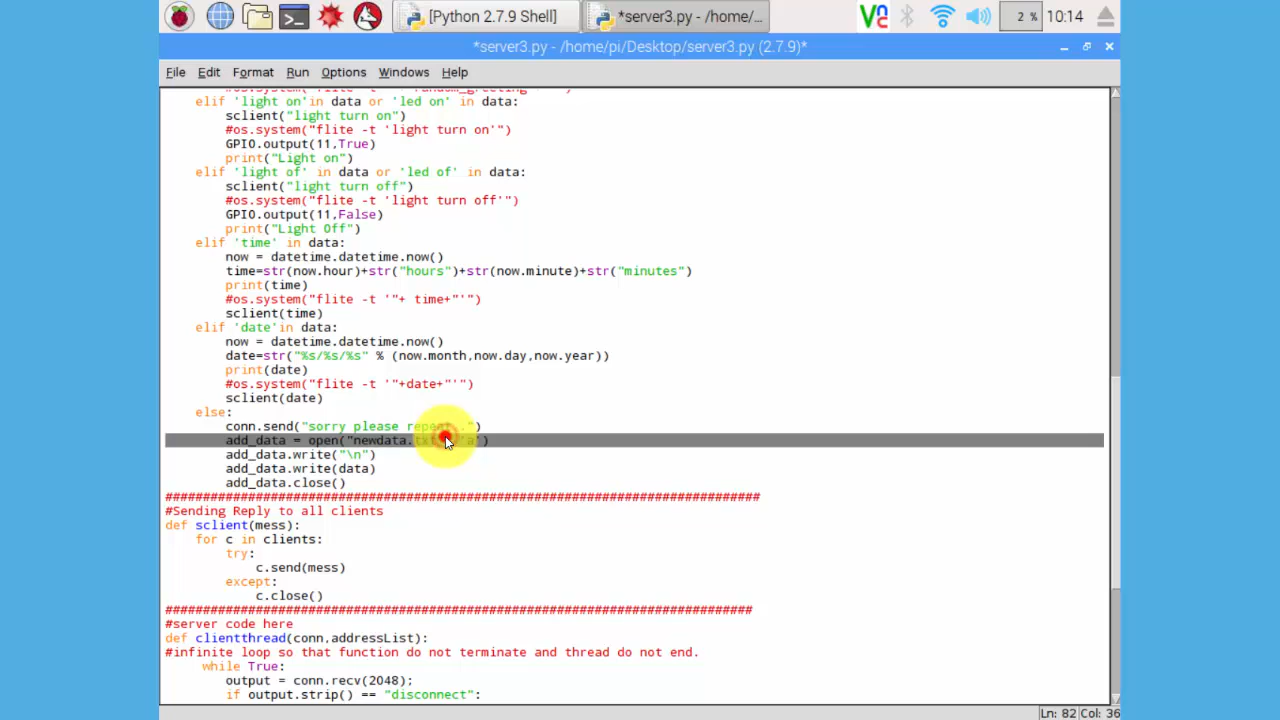 [Python 2.7.9 Shell]
*server3.py - /home/...
2 %
10:14
*server3.py - /home/pi/Desktop/server3.py (2.7.9)*
File Edit Format Run Options Windows Help
elif 'light on'in data or 'led on' in data:
sclient("light turn on")
#os.system("flite -t 'light turn on'")
GPIO.output(11,True)
print("Light on")
elif 'light of' in data or 'led of' in data:
sclient("light turn off")
#os.system("flite -t 'light turn off'")
GPIO.output(11,False)
print("Light Off")
elif 'time' in data:
now = datetime.datetime.now()
time=str(now.hour)+str("hours")+str(now.minute)+str("minutes")
print(time)
#os.system("flite -t '"+ time+"'")
sclient(time)
elif 'date'in data:
now = datetime.datetime.now()
date=str("%s/%s/%s" % (now.month,now.day,now.year))
print(date)
#os.system("flite -t '"+date+"'")
sclient(date)
else:
conn.send("sorry please repeat..")
add_data = open("newdata.txt",'a')
add_data.write("\n")
add_data.write(data)
add_data.close()
###############################################################################
#Sending Reply to all clients
def sclient(mess):
for c in clients:
try:
c.send(mess)
except:
c.close()
##############################################################################
#server code here
def clientthread(conn,addressList):
#infinite loop so that function do not terminate and thread do not end.
while True:
output = conn.recv(2048);
if output.strip() == "disconnect":
Ln: 82 Col: 36